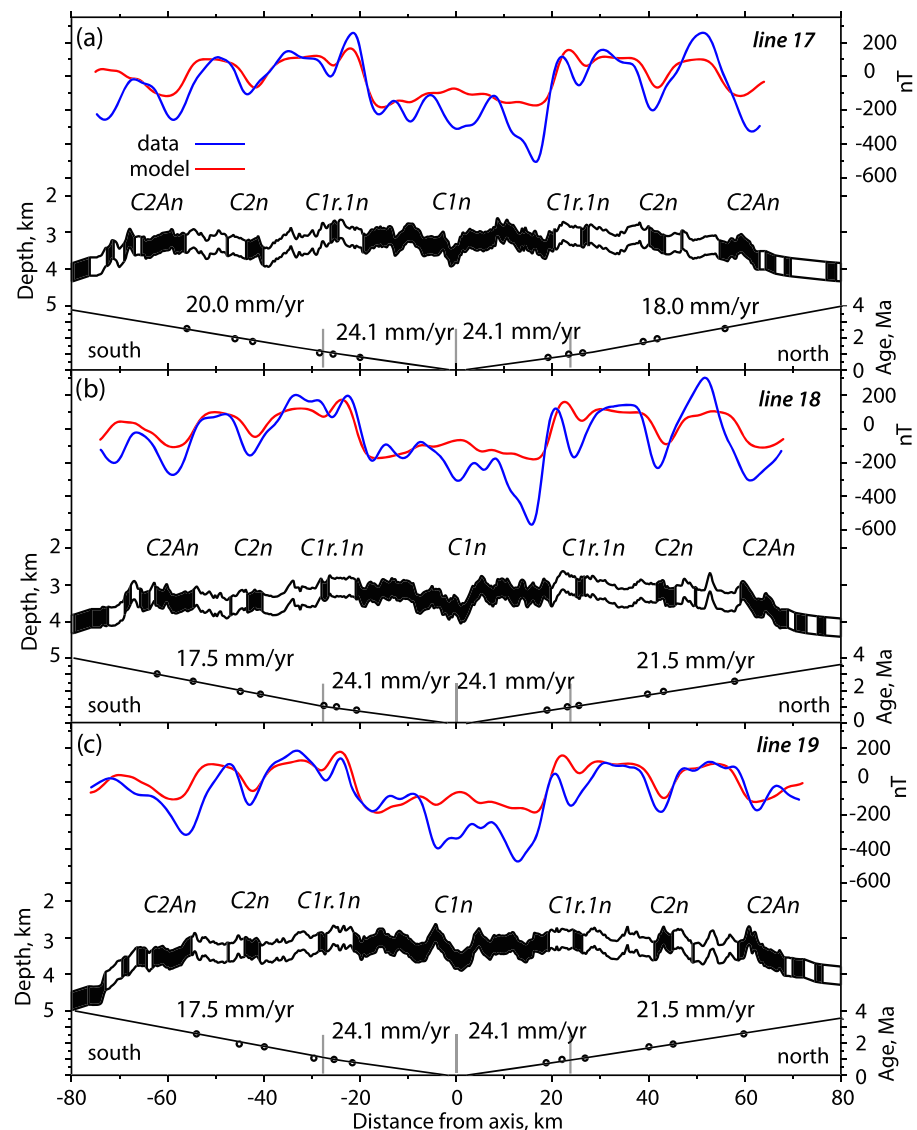 (a)
line 17
200
0
-200
-400
-600
nT
data
model
2
3
4
5
Depth, km
C2An C2n C1r.1n C1n C1r.1n C2n C2An
20.0 mm/yr 24.1 mm/yr 24.1 mm/yr 18.0 mm/yr
south north
4
2
0
Age, Ma
(b)
line 18
200
0
-200
-400
-600
nT
2
3
4
5
Depth, km
C2An C2n C1r.1n C1n C1r.1n C2n C2An
17.5 mm/yr 24.1 mm/yr 24.1 mm/yr 21.5 mm/yr
south north
4
2
0
Age, Ma
(c)
line 19
200
0
-200
-400
-600
nT
2
3
4
5
Depth, km
C2An C2n C1r.1n C1n C1r.1n C2n C2An
17.5 mm/yr 24.1 mm/yr 24.1 mm/yr 21.5 mm/yr
south north
4
2
0
Age, Ma
-80 -60 -40 -20 0 20 40 60 80
Distance from axis, km